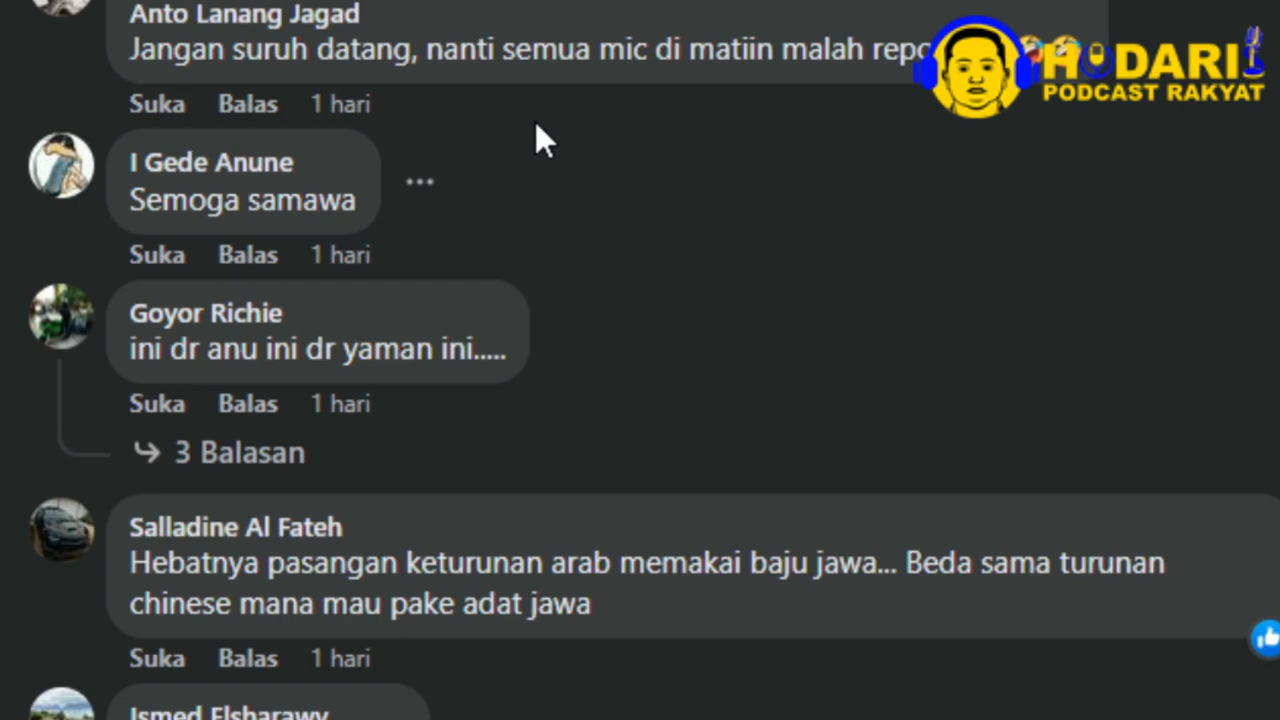 Anto Lanang Jagad
Jangan suruh datang, nanti semua mic di matiin malah
Suka Balas 1 hari
HODARI
PODCAST RAKYAT
I Gede Anune
Semoga samawa
Suka Balas 1 hari
Goyor Richie
ini dr anu ini dr yaman ini.....
Suka Balas 1 hari
3 Balasan
Salladine Al Fateh
Hebatnya pasangan keturunan arab memakai baju jawa... Beda sama turunan
chinese mana mau pake adat jawa
Suka Balas 1 hari
Ismed Elsharawy